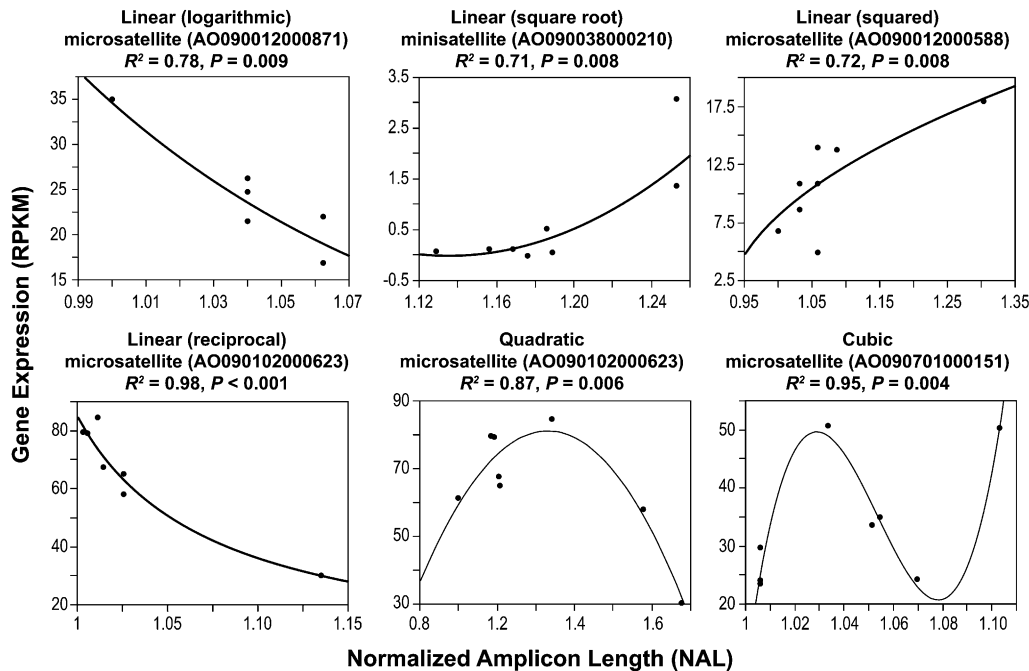 Linear (logarithmic)
microsatellite (AO090012000871)
R² = 0.78, P = 0.009
Linear (square root)
minisatellite (AO090038000210)
R² = 0.71, P = 0.008
Linear (squared)
microsatellite (AO090012000588)
R² = 0.72, P = 0.008
35
30
25
20
15
0.99 1.01 1.03 1.05 1.07
3.5
2.5
1.5
0.5
-0.5
1.12 1.16 1.20 1.24
17.5
12.5
7.5
2.5
0.95 1.05 1.15 1.25 1.35
Gene Expression (RPKM)
Linear (reciprocal)
microsatellite (AO090102000623)
R² = 0.98, P < 0.001
Quadratic
microsatellite (AO090102000623)
R² = 0.87, P = 0.006
Cubic
microsatellite (AO090701000151)
R² = 0.95, P = 0.004
80
60
40
20
1 1.05 1.10 1.15
90
70
50
30
0.8 1.0 1.2 1.4 1.6
50
40
30
20
1 1.02 1.04 1.06 1.08 1.10
Normalized Amplicon Length (NAL)